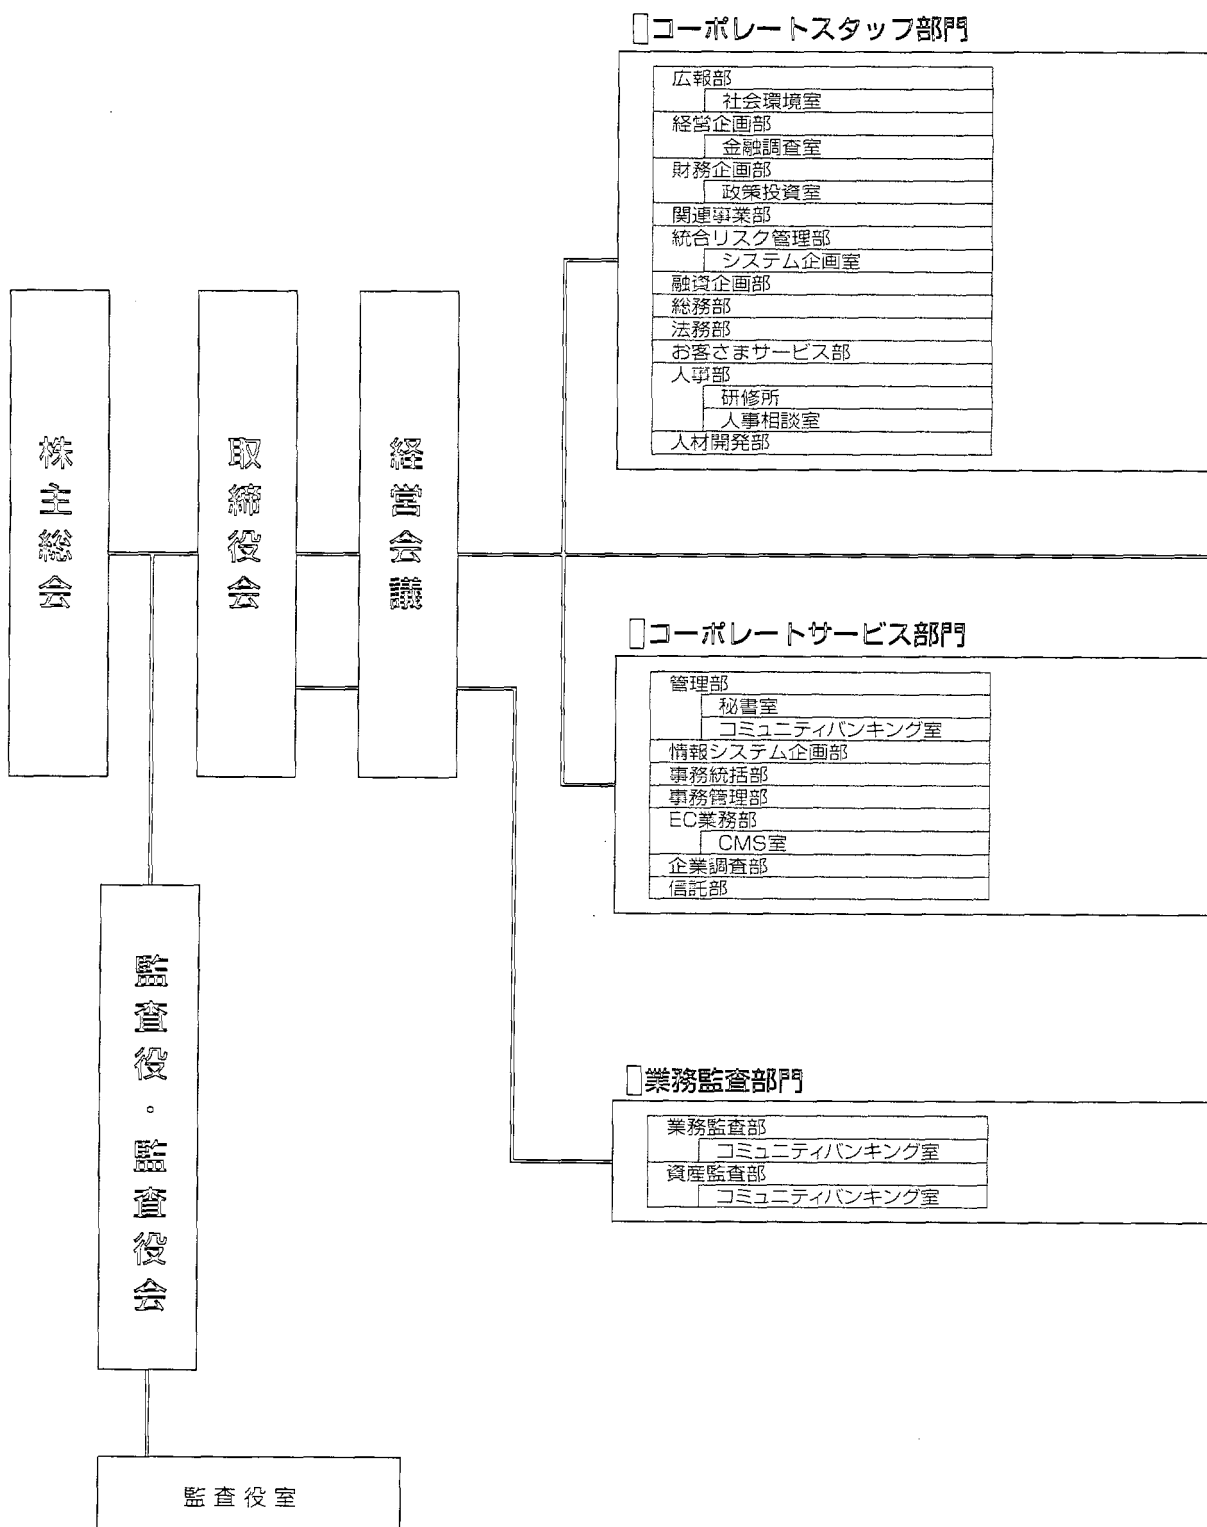 株主総会
取締役会
経営会議
監査役・監査役会
監査役室
コーポレートスタッフ部門
広報部
社会環境室
経営企画部
金融調査室
財務企画部
政策投資室
関連事業部
統合リスク管理部
システム企画室
融資企画部
総務部
法務部
お客さまサービス部
人事部
研修所
人事相談室
人材開発部
コーポレートサービス部門
管理部
秘書室
コミュニティバンキング室
情報システム企画部
事務統括部
事務管理部
EC業務部
CMS室
企業調査部
信託部
業務監査部門
業務監査部
コミュニティバンキング室
資産監査部
コミュニティバンキング室